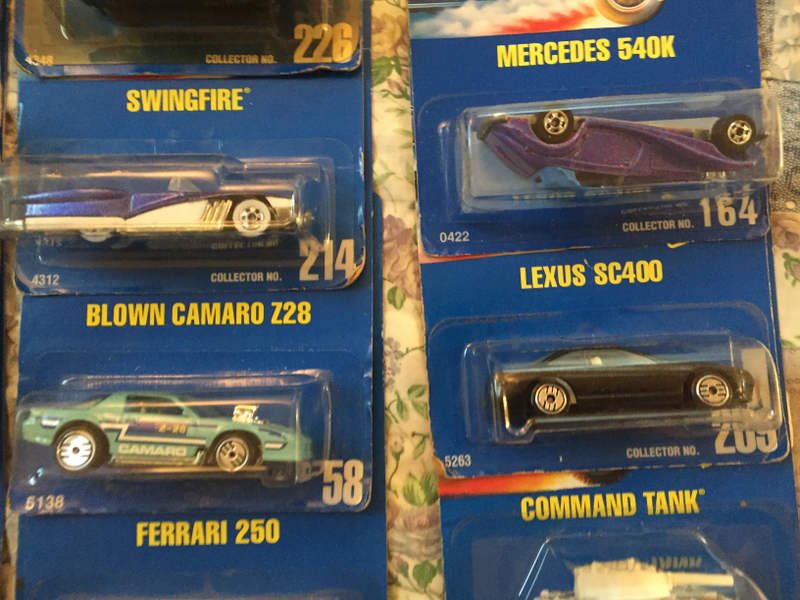 4348
COLLECTOR NO. 226
SWINGFIRE®
4312
COLLECTOR NO. 214
BLOWN CAMARO Z28
Z-28
CAMARO
5138
58
FERRARI 250
MERCEDES 540K
0422
COLLECTOR NO. 164
LEXUS SC400
5263
COLLECTOR NO.
COMMAND TANK®